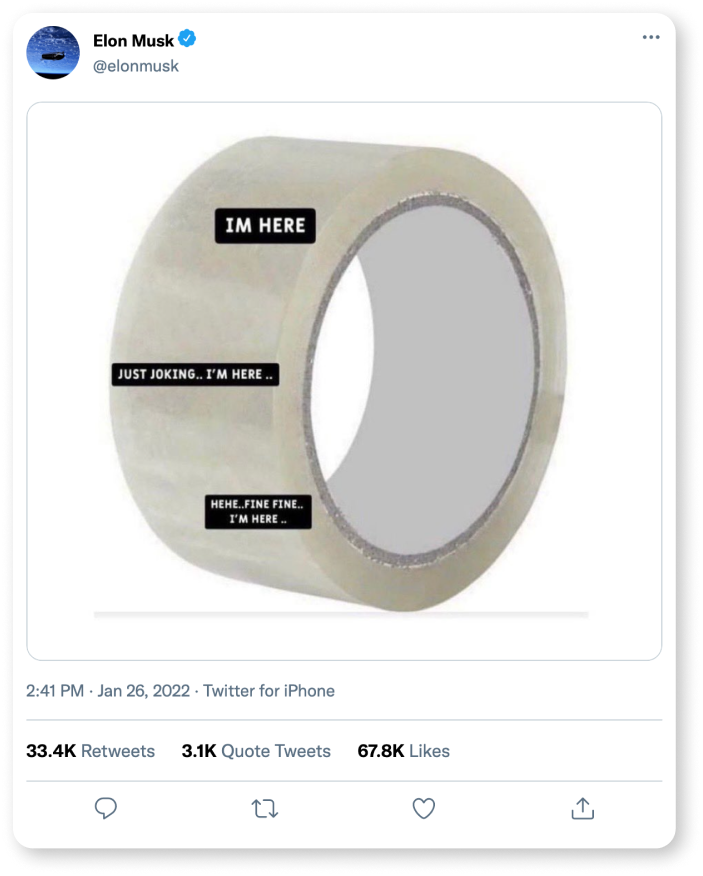 Elon Musk
@elonmusk
IM HERE
JUST JOKING.. I'M HERE ..
HEHE..FINE FINE..
I'M HERE ..
2:41 PM · Jan 26, 2022 · Twitter for iPhone
33.4K Retweets 3.1K Quote Tweets 67.8K Likes